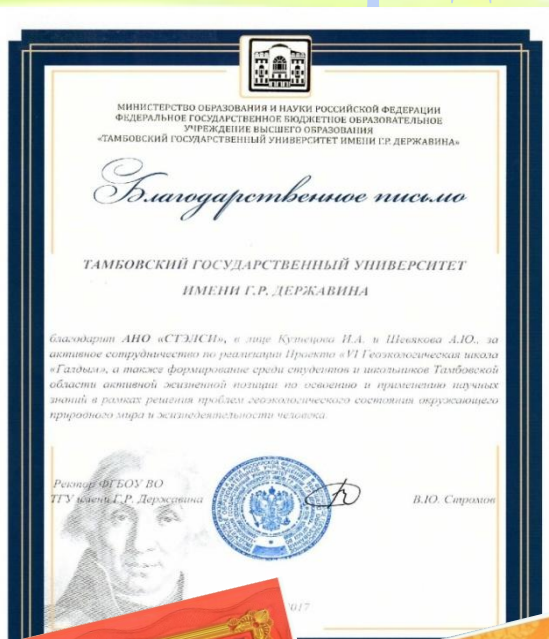 МИНИСТЕРСТВО ОБРАЗОВАНИЯ И НАУКИ РОССИЙСКОЙ ФЕДЕРАЦИИ
ФЕДЕРАЛЬНОЕ ГОСУДАРСТВЕННОЕ БЮДЖЕТНОЕ ОБРАЗОВАТЕЛЬНОЕ
УЧРЕЖДЕНИЕ ВЫСШЕГО ОБРАЗОВАНИЯ
«ТАМБОВСКИЙ ГОСУДАРСТВЕННЫЙ УНИВЕРСИТЕТ ИМЕНИ Г.Р. ДЕРЖАВИНА»
Благодарственное письмо
ТАМБОВСКИЙ ГОСУДАРСТВЕННЫЙ УНИВЕРСИТЕТ
ИМЕНИ Г.Р. ДЕРЖАВИНА
благодарит АНО «СТЭЛСИ», в лице Кузнецова И.А. и Шевякова А.Ю., за
активное сотрудничество по реализации Проекта «VI Геоэкологическая школа
«Галдым», а также формирование среди студентов и школьников Тамбовской
области активной жизненной позиции по освоению и применению научных
знаний в рамках решения проблем геоэкологического состояния окружающего
природного мира и жизнедеятельности человека
Ректор ФГБОУ ВО
ТГУ имени Г.Р. Державина
В.Ю. Стромов
2017